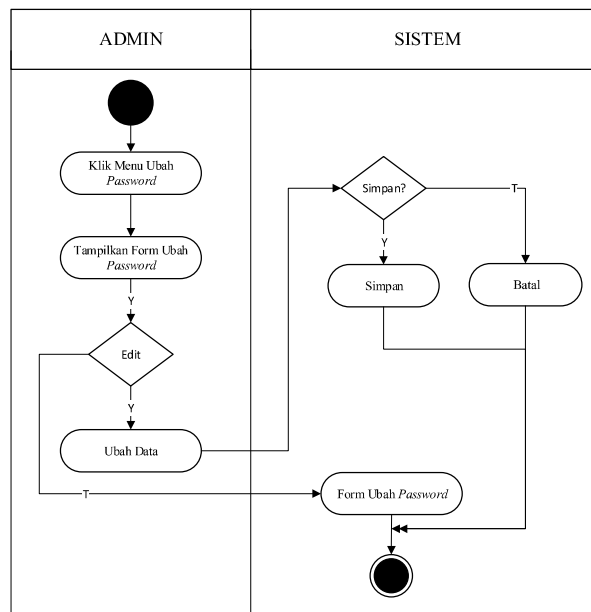 ADMIN
SISTEM
Klik Menu Ubah
Password
Tampilkan Form Ubah
Password
Y
Edit
Y
Ubah Data
T
Simpan?
T
Y
Simpan
Batal
Form Ubah Password